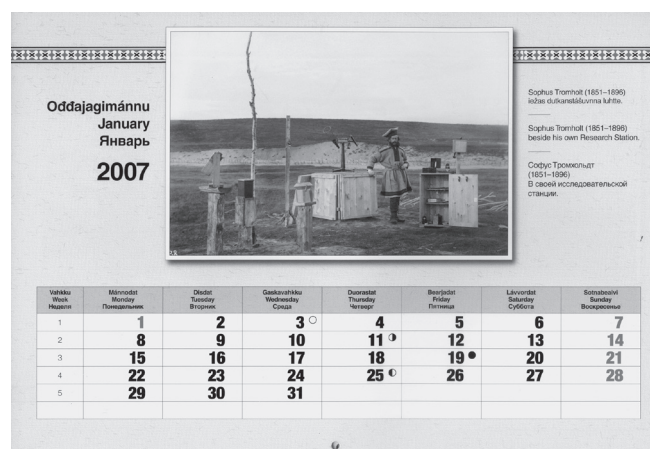 Ođđajagimánnu
January
Январь
2007
Sophus Tromholt (1851–1896)
iežas dutkanstášuvnna luhtte.
Sophus Tromholt (1851–1896)
beside his own Research Station.
Софус Тромхольдт
(1851–1896)
В своей исследовательской
станции.
Vahkku Mánnodat Disdat Gaskavahkku Duorastat Bearjadat Lávvordat Sotnabeaivi
Week Monday Tuesday Wednesday Thursday Friday Saturday Sunday
Неделя Понедельник Вторник Среда Четверг Пятница Суббота Воскресенье
1 1 2 3 4 5 6 7
2 8 9 10 11 12 13 14
3 15 16 17 18 19 20 21
4 22 23 24 25 26 27 28
5 29 30 31